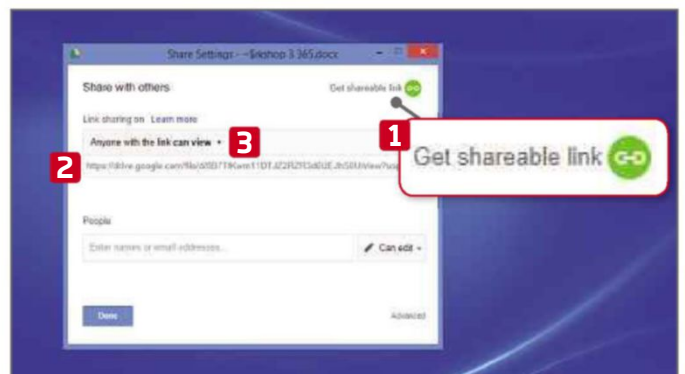 Share Settings - ~$rkshop 3 365.docx
Share with others
Get shareable link
Link sharing on Learn more
Anyone with the link can view
3
1
Get shareable link
2
People
Enter names or email addresses...
Can edit
Done
Advanced